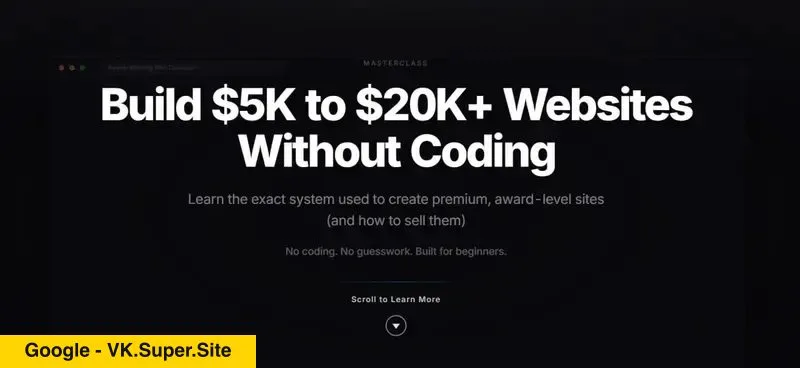 MASTERCLASS
Build $5K to $20K+ Websites
Without Coding
Learn the exact system used to create premium, award-level sites
(and how to sell them)
No coding. No guesswork. Built for beginners.
Scroll to Learn More
Google - VK.Super.Site